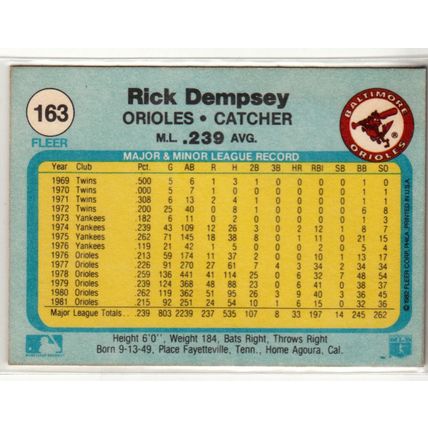 163
FLEER
Rick Dempsey
ORIOLES • CATCHER
M.L. .239 AVG.
BALTIMORE ORIOLES
®
MAJOR & MINOR LEAGUE RECORD
Year Club Pct. G AB R H 2B 3B HR RBI SB BB SO
1969 Twins .500 5 6 1 3 1 0 0 0 0 1 0
1970 Twins .000 5 7 1 0 0 0 0 0 0 1 1
1971 Twins .308 6 13 2 4 1 0 0 0 0 1 1
1972 Twins .200 25 40 0 8 1 0 0 0 0 6 8
1973 Yankees .182 6 11 0 2 0 0 0 0 0 1 3
1974 Yankees .239 43 109 12 26 3 0 2 12 1 8 7
1975 Yankees .262 71 145 18 38 8 0 1 11 0 21 15
1976 Yankees .119 21 42 1 5 0 0 0 2 0 5 4
1976 Orioles .213 59 174 11 37 2 0 0 10 1 13 17
1977 Orioles .226 91 270 27 61 7 4 3 34 2 34 34
1978 Orioles .259 136 441 41 114 25 0 6 32 7 48 54
1979 Orioles .239 124 368 48 88 23 0 6 41 0 38 37
1980 Orioles .262 119 362 51 95 26 3 9 40 3 36 45
1981 Orioles .215 92 251 24 54 10 1 6 15 0 32 36
Major League Totals .239 803 2239 237 535 107 8 33 197 14 245 262
© 1982 FLEER CORP. PHILA. PRINTED IN U.S.A.
Height 6'0'', Weight 184, Bats Right, Throws Right
Born 9-13-49, Place Fayetteville, Tenn., Home Agoura, Cal.